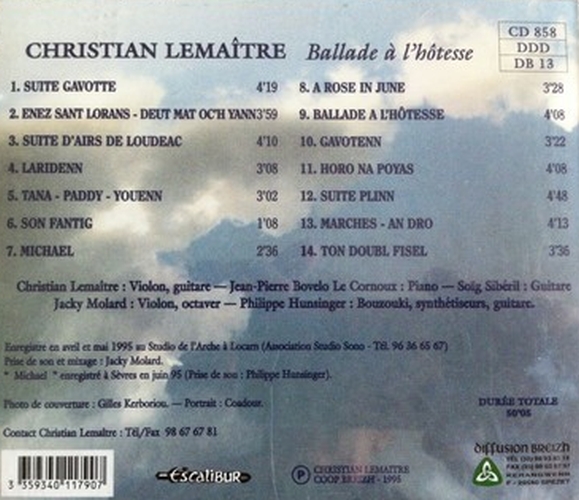 CHRISTIAN LEMAÎTRE Ballade à l'hôtesse
CD 858
DDD
DB 13
1. SUITE GAVOTTE 4'19
2. ENEZ SANT LORANS - DEUT MAT OC'H YANN 3'59
3. SUITE D'AIRS DE LOUDEAC 4'10
4. LARIDENN 3'08
5. TANA - PADDY - YOUENN 3'02
6. SON FANTIG 1'08
7. MICHAEL 2'36
8. A ROSE IN JUNE 3'28
9. BALLADE A L'HÔTESSE 4'08
10. GAVOTENN 3'22
11. HORO NA POYAS 4'08
12. SUITE PLINN 4'48
13. MARCHES - AN DRO 4'13
14. TON DOUBL FISEL 3'36
Christian Lemaître : Violon, guitare — Jean-Pierre Bovelo Le Cornoux : Piano — Soïg Sibéril : Guitare
Jacky Molard : Violon, octaver — Philippe Hunsinger : Bouzouki, synthétiseurs, guitare.
Enregistre en avril et mai 1995 au Studio de l'Arche à Locarn (Association Studio Sono - Tél. 96 36 65 67)
Prise de son et mixage : Jacky Molard.
" Michael " enregistré à Sèvres en juin 95 (Prise de son : Philippe Hunsinger).
Photo de couverture : Gilles Kerboriou. — Portrait : Coadour.
DURÉE TOTALE
50'05
Contact Christian Lemaître : Tél/Fax 98 67 67 81
3 359340 117907
Escalibur
P CHRISTIAN LEMAÎTRE
COOP BREIZH - 1995
diffusion breizh